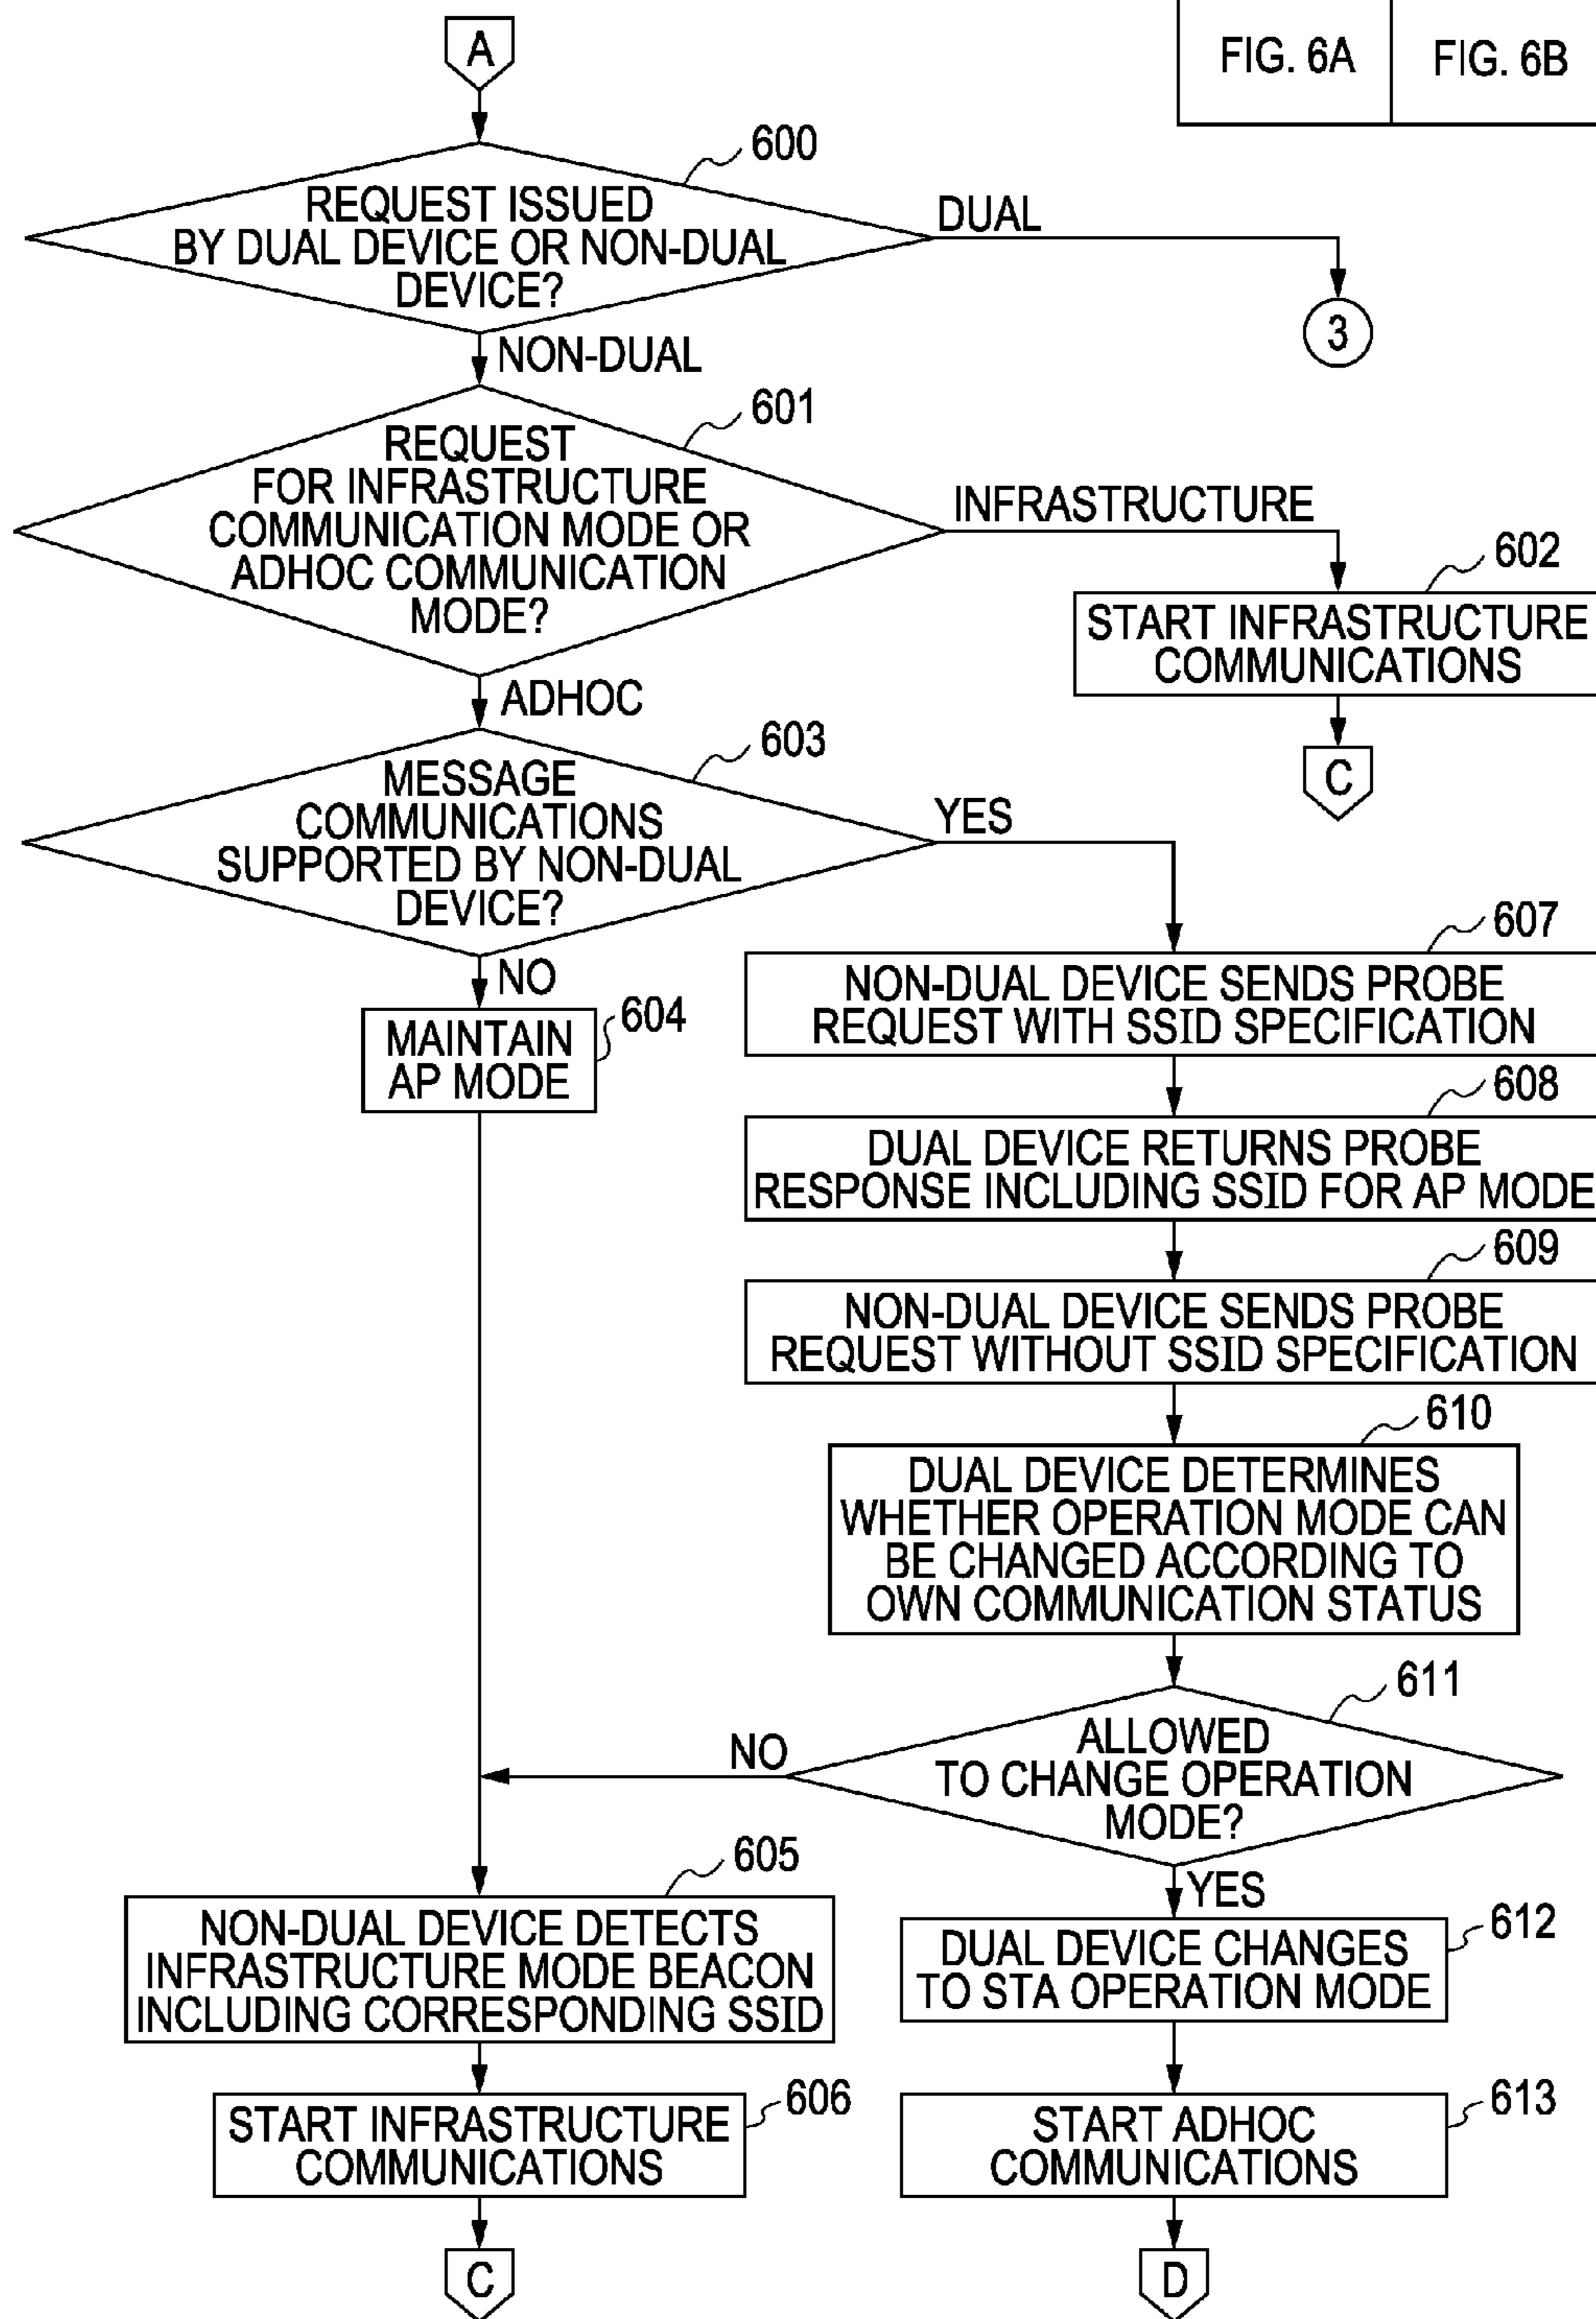 FIG. 6A
FIG. 6B
A
600
REQUEST ISSUED
BY DUAL DEVICE OR NON-DUAL
DEVICE?
DUAL
3
NON-DUAL
601
REQUEST
FOR INFRASTRUCTURE
COMMUNICATION MODE OR
ADHOC COMMUNICATION
MODE?
INFRASTRUCTURE
602
START INFRASTRUCTURE
COMMUNICATIONS
C
ADHOC
603
MESSAGE
COMMUNICATIONS
SUPPORTED BY NON-DUAL
DEVICE?
YES
NO
604
MAINTAIN
AP MODE
607
NON-DUAL DEVICE SENDS PROBE
REQUEST WITH SSID SPECIFICATION
608
DUAL DEVICE RETURNS PROBE
RESPONSE INCLUDING SSID FOR AP MODE
609
NON-DUAL DEVICE SENDS PROBE
REQUEST WITHOUT SSID SPECIFICATION
610
DUAL DEVICE DETERMINES
WHETHER OPERATION MODE CAN
BE CHANGED ACCORDING TO
OWN COMMUNICATION STATUS
611
ALLOWED
TO CHANGE OPERATION
MODE?
NO
YES
605
NON-DUAL DEVICE DETECTS
INFRASTRUCTURE MODE BEACON
INCLUDING CORRESPONDING SSID
612
DUAL DEVICE CHANGES
TO STA OPERATION MODE
606
START INFRASTRUCTURE
COMMUNICATIONS
613
START ADHOC
COMMUNICATIONS
C
D